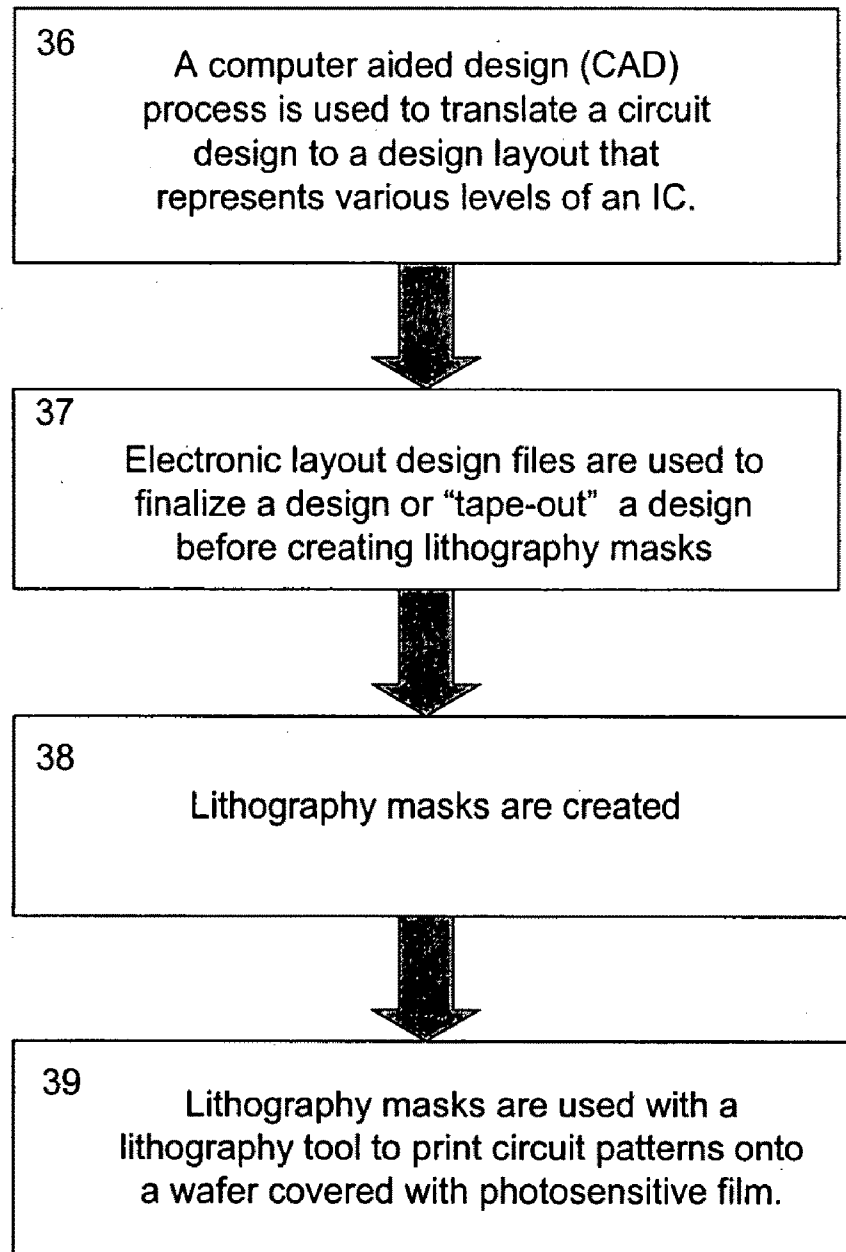 36
A computer aided design (CAD)
process is used to translate a circuit
design to a design layout that
represents various levels of an IC.
37
Electronic layout design files are used to
finalize a design or “tape-out” a design
before creating lithography masks
38
Lithography masks are created
39
Lithography masks are used with a
lithography tool to print circuit patterns onto
a wafer covered with photosensitive film.